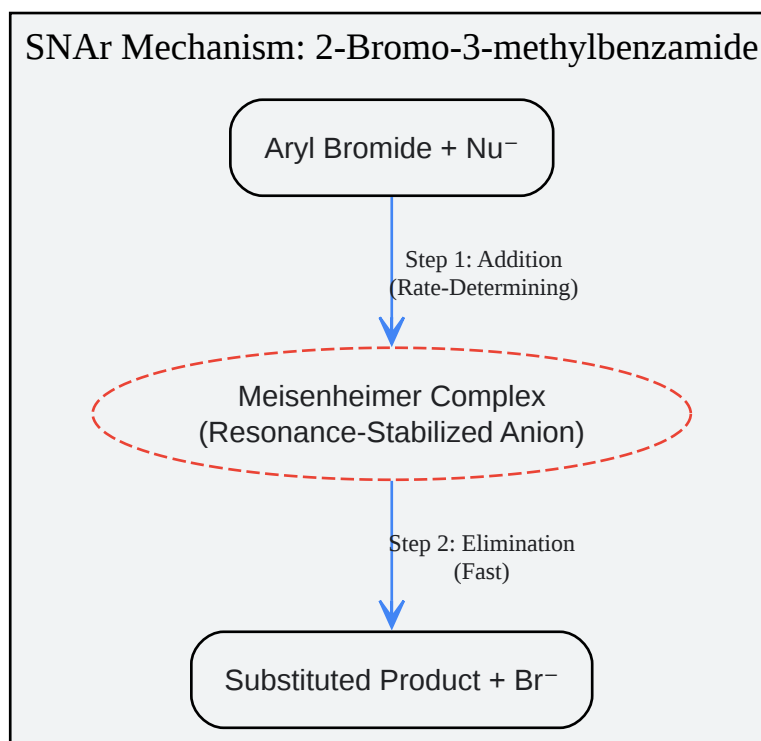 SNAr Mechanism: 2-Bromo-3-methylbenzamide
Aryl Bromide + Nu⁻
Step 1: Addition
(Rate-Determining)
Meisenheimer Complex
(Resonance-Stabilized Anion)
Step 2: Elimination
(Fast)
Substituted Product + Br⁻